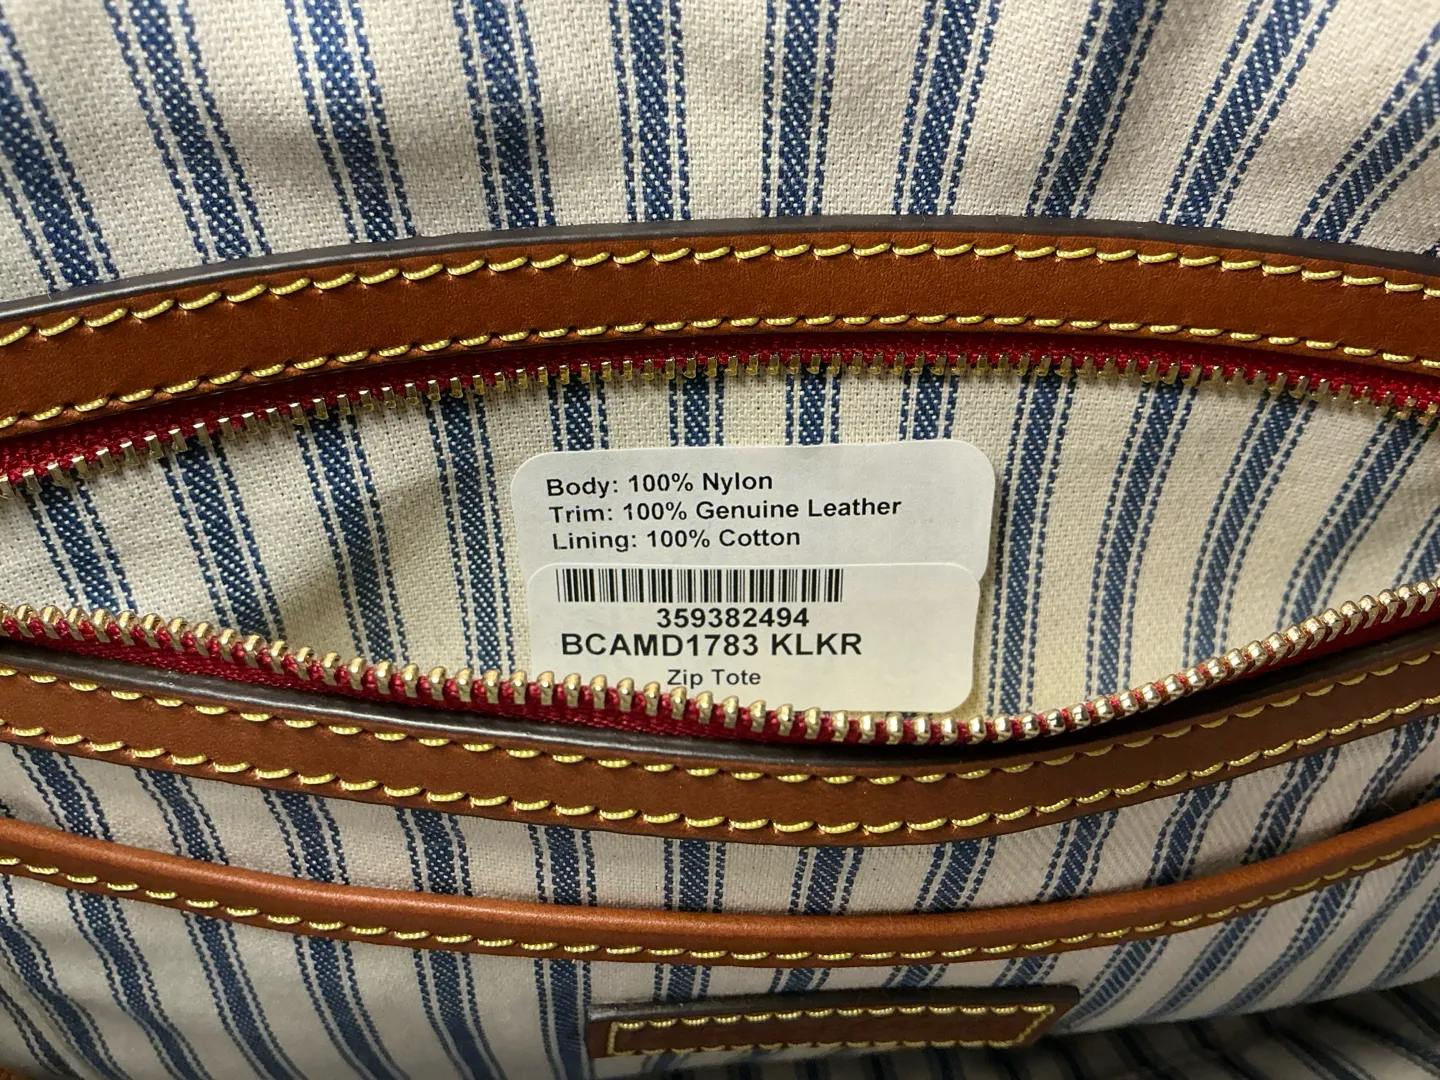 Body: 100% Nylon
Trim: 100% Genuine Leather
Lining: 100% Cotton
359382494
BCAMD1783 KLKR
Zip Tote